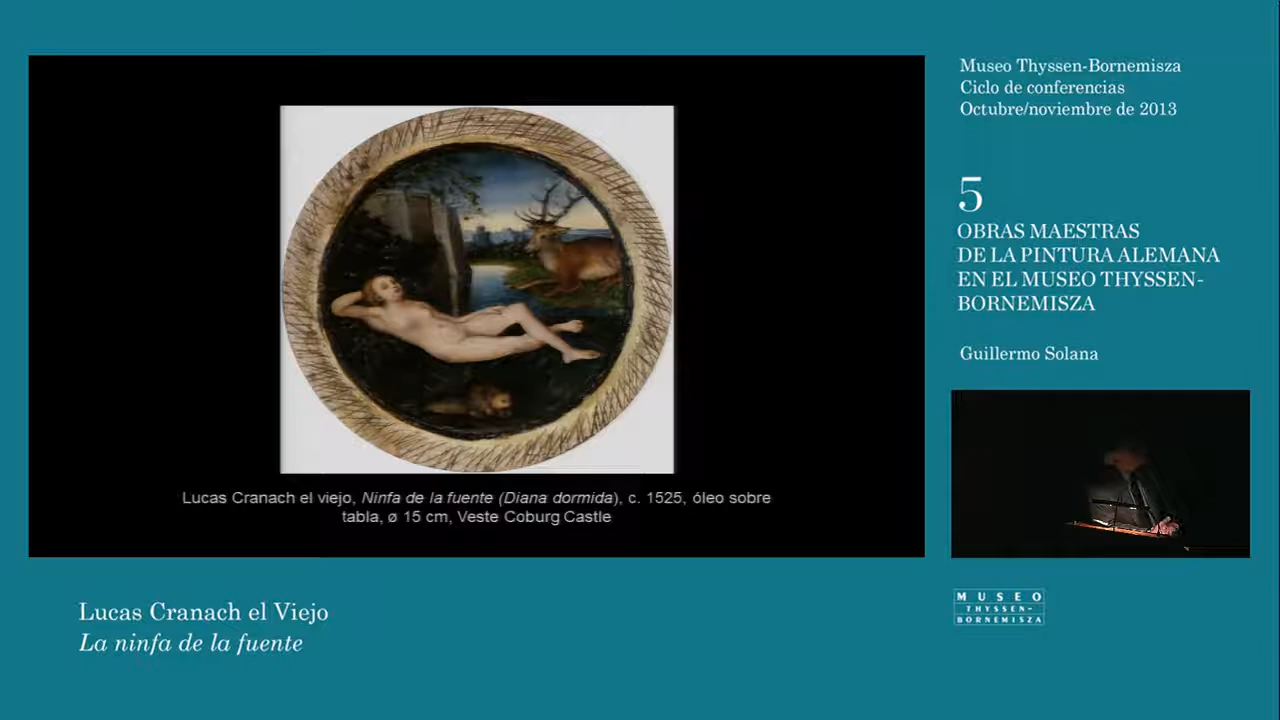 Museo Thyssen-Bornemisza
Ciclo de conferencias
Octubre/noviembre de 2013
5
OBRAS MAESTRAS
DE LA PINTURA ALEMANA
EN EL MUSEO THYSSEN-
BORNEMISZA
Guillermo Solana
Lucas Cranach el viejo, Ninfa de la fuente (Diana dormida), c. 1525, óleo sobre
tabla, ø 15 cm, Veste Coburg Castle
Lucas Cranach el Viejo
La ninfa de la fuente
MUSEO
THYSSEN-
BORNEMISZA